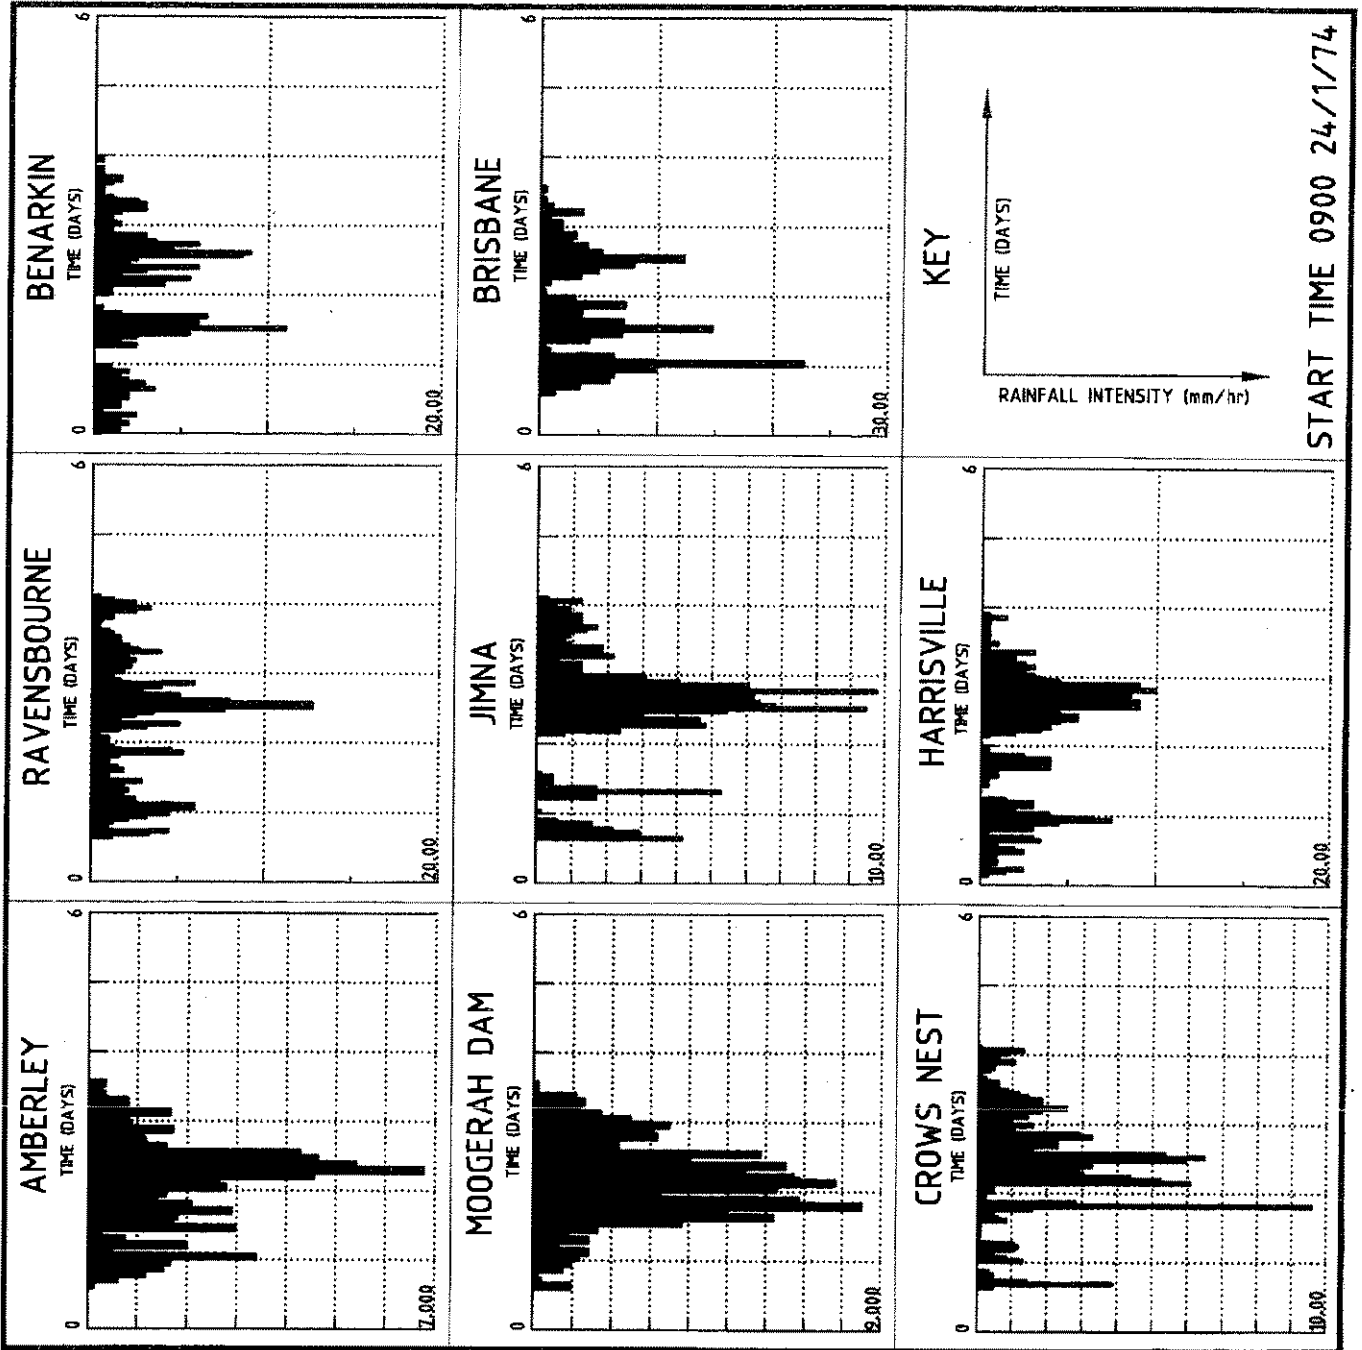 AMBERLEY
TIME (DAYS)
0
6
7.000
RAVENSBOURNE
TIME (DAYS)
0
6
20.00
BENARKIN
TIME (DAYS)
0
6
20.00
MOOGERAH DAM
TIME (DAYS)
0
6
9.000
JIMNA
TIME (DAYS)
0
6
10.00
BRISBANE
TIME (DAYS)
0
6
30.00
CROWS NEST
TIME (DAYS)
0
6
10.00
HARRISVILLE
TIME (DAYS)
0
6
20.00
KEY
TIME (DAYS)
RAINFALL INTENSITY (mm/hr)
START TIME 0900 24/1/74